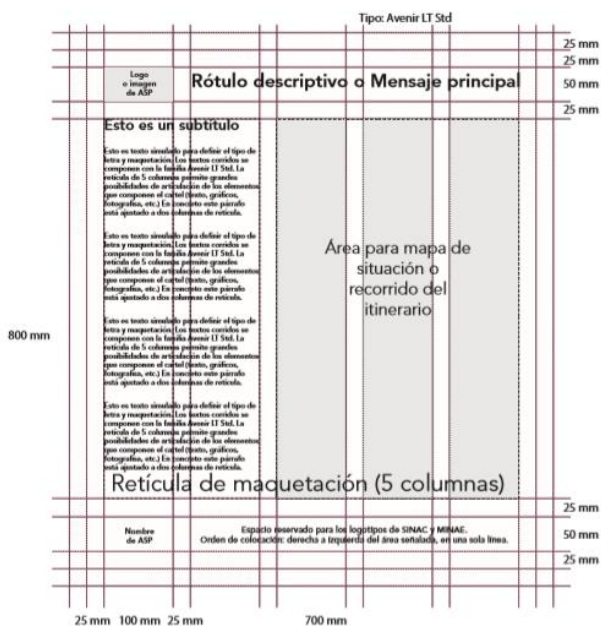 Tipo: Avenir LT Std
25 mm
25 mm
Logo
o imagen
de ASP
Rótulo descriptivo o Mensaje principal
50 mm
25 mm
Esto es un subtítulo
Esto es texto simulado para definir el tipo de
letra y maquetación. Los textos corridos se
componen con la familia Avenir LT Std. La
retícula de 5 columnas permite grandes
posibilidades de articulación de los elementos
que componen el cartel (texto, gráficos,
fotografías, etc.) En concreto este párrafo
está ajustado a dos columnas de retícula.
Esto es texto simulado para definir el tipo de
letra y maquetación. Los textos corridos se
componen con la familia Avenir LT Std. La
retícula de 5 columnas permite grandes
posibilidades de articulación de los elementos
que componen el cartel (texto, gráficos,
fotografías, etc.) En concreto este párrafo
está ajustado a dos columnas de retícula.
Esto es texto simulado para definir el tipo de
letra y maquetación. Los textos corridos se
componen con la familia Avenir LT Std. La
retícula de 5 columnas permite grandes
posibilidades de articulación de los elementos
que componen el cartel (texto, gráficos,
fotografías, etc.) En concreto este párrafo
está ajustado a dos columnas de retícula.
Esto es texto simulado para definir el tipo de
letra y maquetación. Los textos corridos se
componen con la familia Avenir LT Std. La
retícula de 5 columnas permite grandes
posibilidades de articulación de los elementos
que componen el cartel (texto, gráficos,
fotografías, etc.) En concreto este párrafo
está ajustado a dos columnas de retícula.
Área para mapa de
situación o
recorrido del
itinerario
800 mm
Retícula de maquetación (5 columnas)
25 mm
Nombre
de ASP
Espacio reservado para los logotipos de SINAC y MINAE.
Orden de colocación: derecha a izquierda del área señalada, en una sola línea.
50 mm
25 mm
25 mm 100 mm 25 mm 700 mm